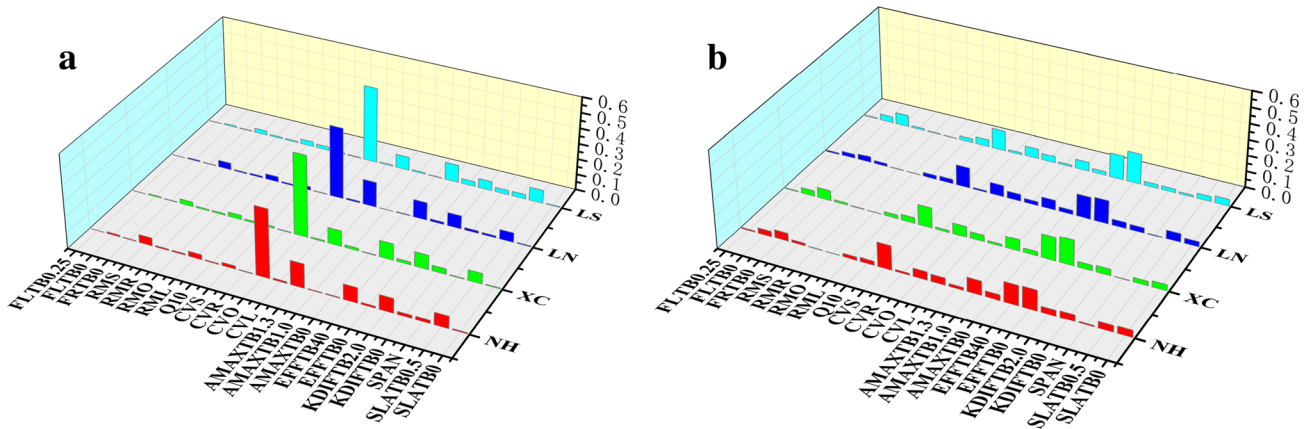 a
0.6
0.5
0.4
0.3
0.2
0.1
0.0
LS
LN
XC
NH
FLTB0.25
FLTB0
FRTB0
RMS
RMR
RMO
RML
Q10
CVS
CVR
CVO
CVL
AMAXTB1.3
AMAXTB1.0
AMAXTB0
EFFTB40
EFFTB0
KDIFTB2.0
KDIFTB0
SPAN
SLATB0.5
SLATB0
b
0.6
0.5
0.4
0.3
0.2
0.1
0.0
LS
LN
XC
NH
FLTB0.25
FLTB0
FRTB0
RMS
RMR
RMO
RML
Q10
CVS
CVR
CVO
CVL
AMAXTB1.3
AMAXTB1.0
AMAXTB0
EFFTB40
EFFTB0
KDIFTB2.0
KDIFTB0
SPAN
SLATB0.5
SLATB0